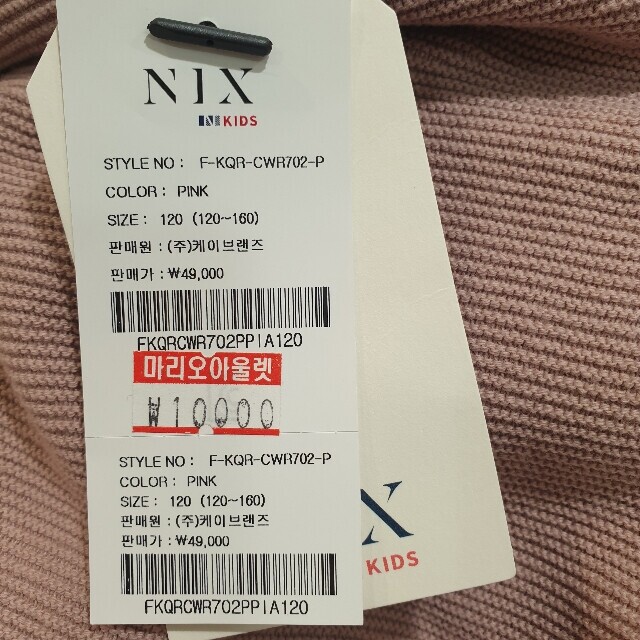 NIX
N KIDS
STYLE NO : F-KQR-CWR702-P
COLOR : PINK
SIZE : 120 (120~160)
판매원 : (주)케이브랜즈
판매가 : ₩49,000
FKQRCWR702PPIA120
마리오아울렛
₩10000
STYLE NO : F-KQR-CWR702-P
COLOR : PINK
SIZE : 120 (120~160)
판매원 : (주)케이브랜즈
판매가 : ₩49,000
FKQRCWR702PPIA120
X
KIDS